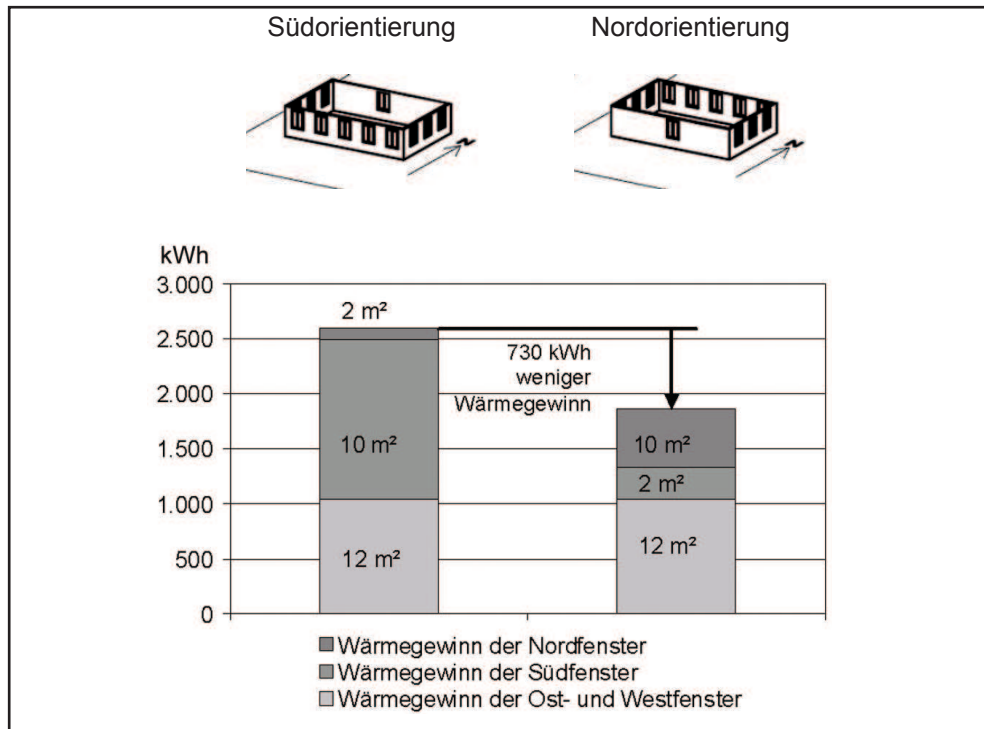 Südorientierung Nordorientierung
N N
kWh
3.000
2 m²
2.500
730 kWh
weniger
Wärmegewinn
2.000
10 m² 10 m²
1.500
2 m²
1.000
12 m² 12 m²
500
0
Wärmegewinn der Nordfenster
Wärmegewinn der Südfenster
Wärmegewinn der Ost- und Westfenster